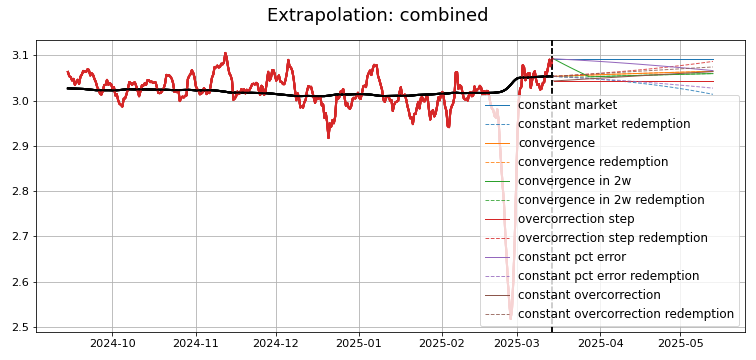 Extrapolation: combined
3.1
3.0
2.9
2.8
2.7
2.6
2.5
2024-10
2024-11
2024-12
2025-01
2025-02
2025-03
2025-04
2025-05
constant market
constant market redemption
convergence
convergence redemption
convergence in 2w
convergence in 2w redemption
overcorrection step
overcorrection step redemption
constant pct error
constant pct error redemption
constant overcorrection
constant overcorrection redemption